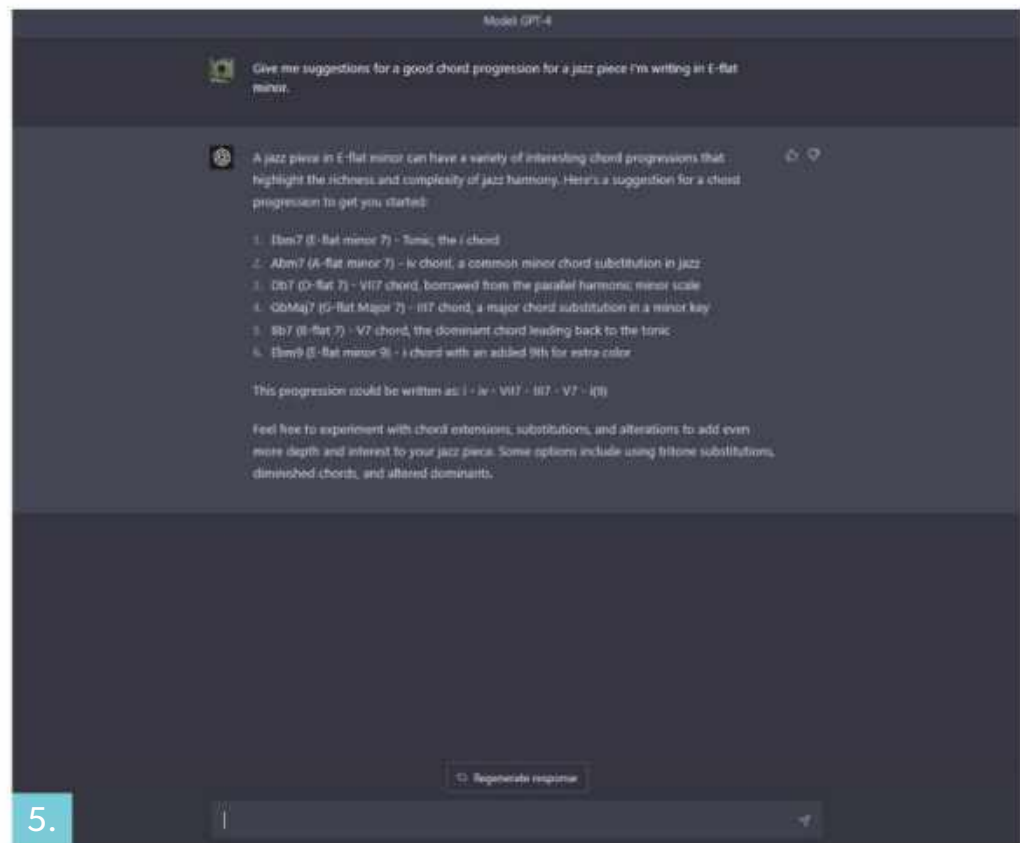 Model: GPT-4
Give me suggestions for a good chord progression for a jazz piece I'm writing in E-flat
minor.
A jazz piece in E-flat minor can have a variety of interesting chord progressions that
highlight the richness and complexity of jazz harmony. Here's a suggestion for a chord
progression to get you started:
1. Ebm7 (E-flat minor 7) - Tonic, the i chord
2. Abm7 (A-flat minor 7) - iv chord, a common minor chord substitution in jazz
3. Db7 (D-flat 7) - VII7 chord, borrowed from the parallel harmonic minor scale
4. GbMaj7 (G-flat Major 7) - III7 chord, a major chord substitution in a minor key
5. Bb7 (B-flat 7) - V7 chord, the dominant chord leading back to the tonic
6. Ebm9 (E-flat minor 9) - i chord with an added 9th for extra color
This progression could be written as: i - iv - VII7 - III7 - V7 - i(9)
Feel free to experiment with chord extensions, substitutions, and alterations to add even
more depth and interest to your jazz piece. Some options include using tritone substitutions,
diminished chords, and altered dominants.
Regenerate response
5.